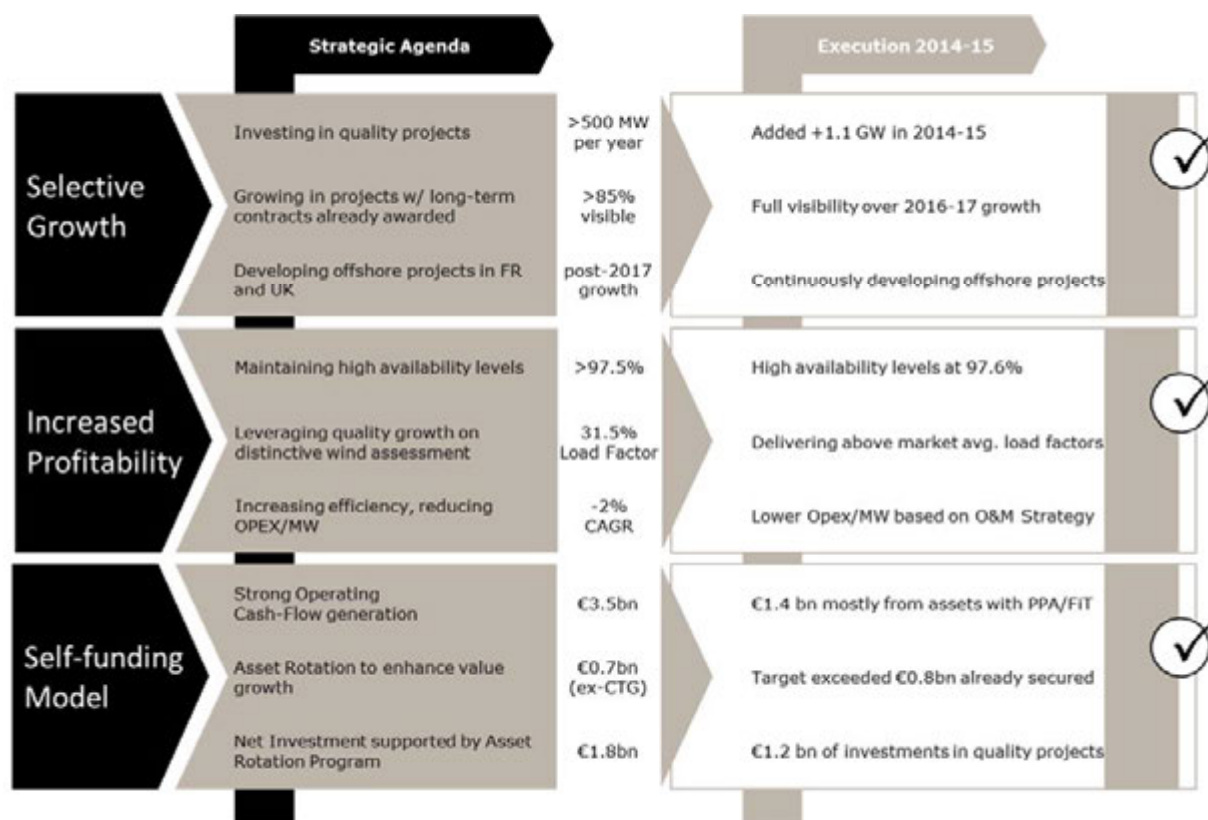 Strategic Agenda
Execution 2014-15
Selective
Growth
Investing in quality projects
>500 MW
per year
Added +1.1 GW in 2014-15
Growing in projects w/ long-term
contracts already awarded
>85%
visible
Full visibility over 2016-17 growth
Developing offshore projects in FR
and UK
post-2017
growth
Continuously developing offshore projects
Increased
Profitability
Maintaining high availability levels
>97.5%
High availability levels at 97.6%
Leveraging quality growth on
distinctive wind assessment
31.5%
Load Factor
Delivering above market avg. load factors
Increasing efficiency, reducing
OPEX/MW
-2%
CAGR
Lower Opex/MW based on O&M Strategy
Self-funding
Model
Strong Operating
Cash-Flow generation
€3.5bn
€1.4 bn mostly from assets with PPA/FiT
Asset Rotation to enhance value
growth
€0.7bn
(ex-CTG)
Target exceeded €0.8bn already secured
Net Investment supported by Asset
Rotation Program
€1.8bn
€1.2 bn of investments in quality projects